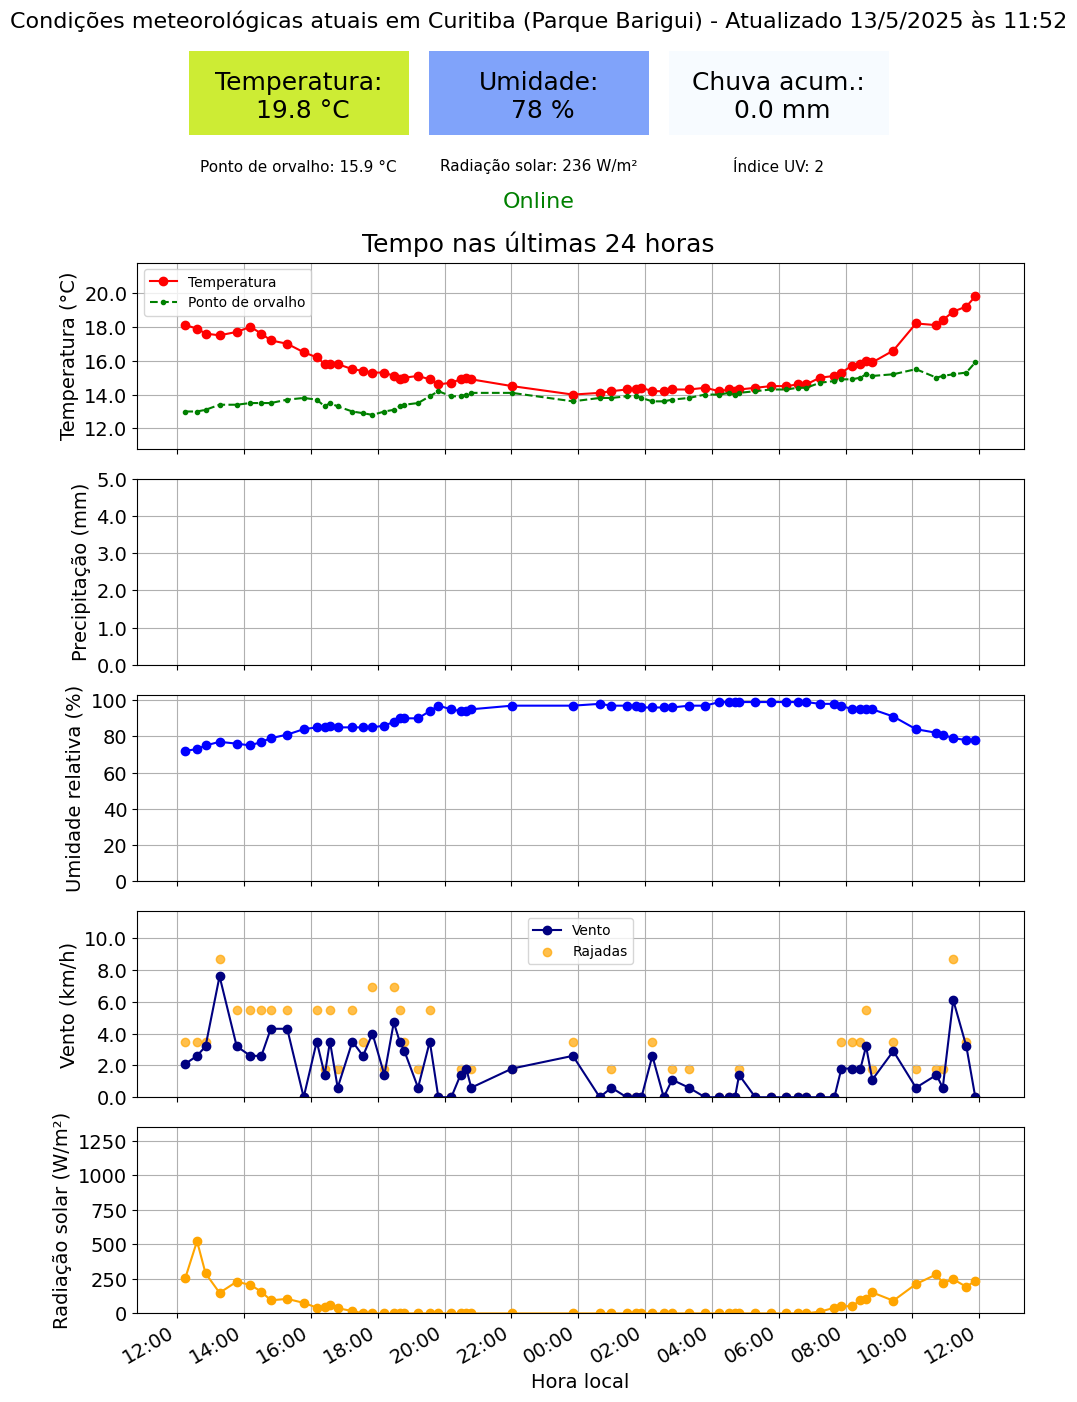 Condições meteorológicas atuais em Curitiba (Parque Barigui) - Atualizado 13/5/2025 às 11:52
Temperatura:
19.8 °C
Umidade:
78 %
Chuva acum.:
0.0 mm
Ponto de orvalho: 15.9 °C
Radiação solar: 236 W/m²
Índice UV: 2
Online
Tempo nas últimas 24 horas
Temperatura (°C)
20.0
18.0
16.0
14.0
12.0
Temperatura
Ponto de orvalho
Precipitação (mm)
5.0
4.0
3.0
2.0
1.0
0.0
Umidade relativa (%)
100
80
60
40
20
0
Vento (km/h)
10.0
8.0
6.0
4.0
2.0
0.0
Vento
Rajadas
Radiação solar (W/m²)
1250
1000
750
500
250
0
12:00 14:00 16:00 18:00 20:00 22:00 00:00 02:00 04:00 06:00 08:00 10:00 12:00
Hora local